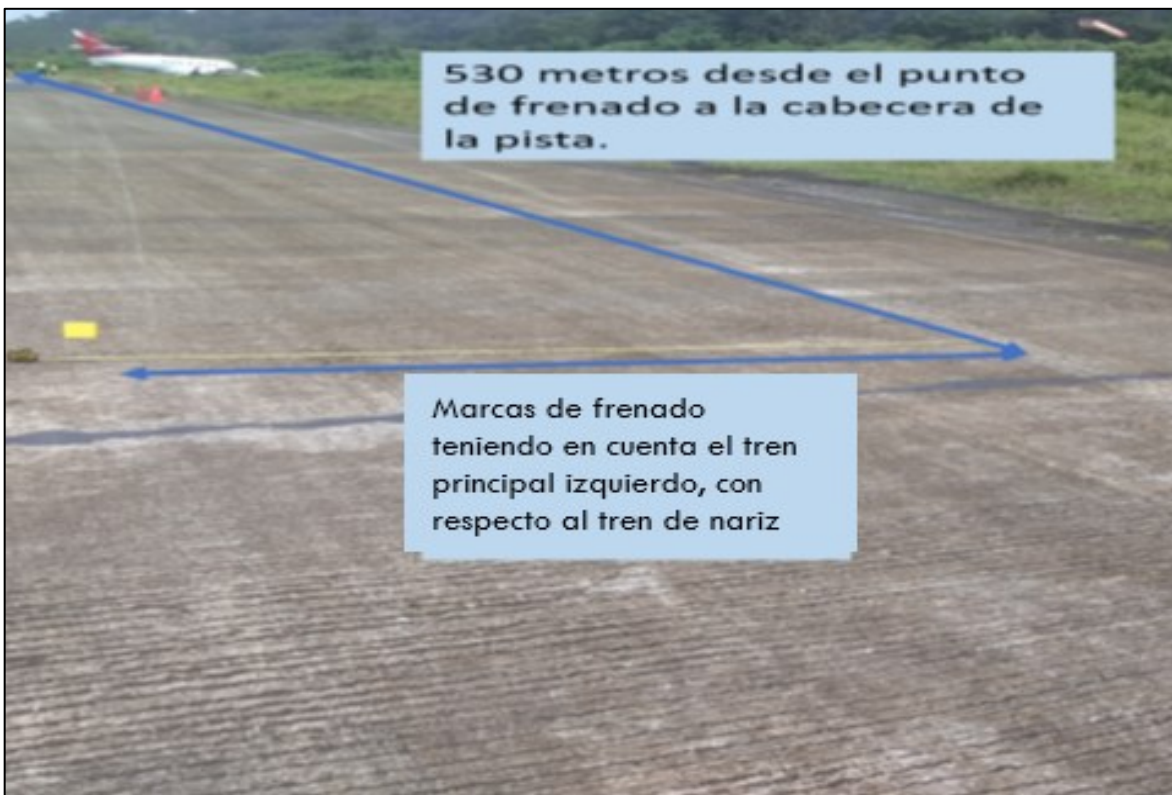 530 metros desde el punto
de frenado a la cabecera de
la pista.
Marcas de frenado
teniendo en cuenta el tren
principal izquierdo, con
respecto al tren de nariz